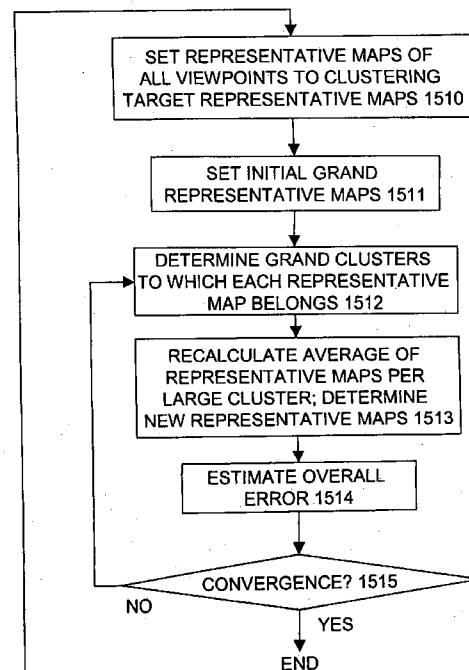 SET REPRESENTATIVE MAPS OF
ALL VIEWPOINTS TO CLUSTERING
TARGET REPRESENTATIVE MAPS 1510
SET INITIAL GRAND
REPRESENTATIVE MAPS 1511
DETERMINE GRAND CLUSTERS
TO WHICH EACH REPRESENTATIVE
MAP BELONGS 1512
RECALCULATE AVERAGE OF
REPRESENTATIVE MAPS PER
LARGE CLUSTER; DETERMINE
NEW REPRESENTATIVE MAPS 1513
ESTIMATE OVERALL
ERROR 1514
CONVERGENCE? 1515
NO
YES
END